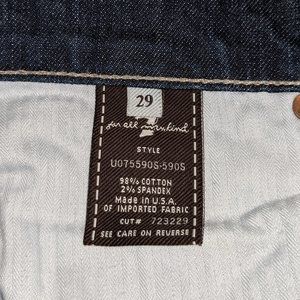 29
7
for all mankind
STYLE
U075590S-590S
98% COTTON
2% SPANDEX
Made in U.S.A.
OF IMPORTED FABRIC
CUT# 723229
SEE CARE ON REVERSE